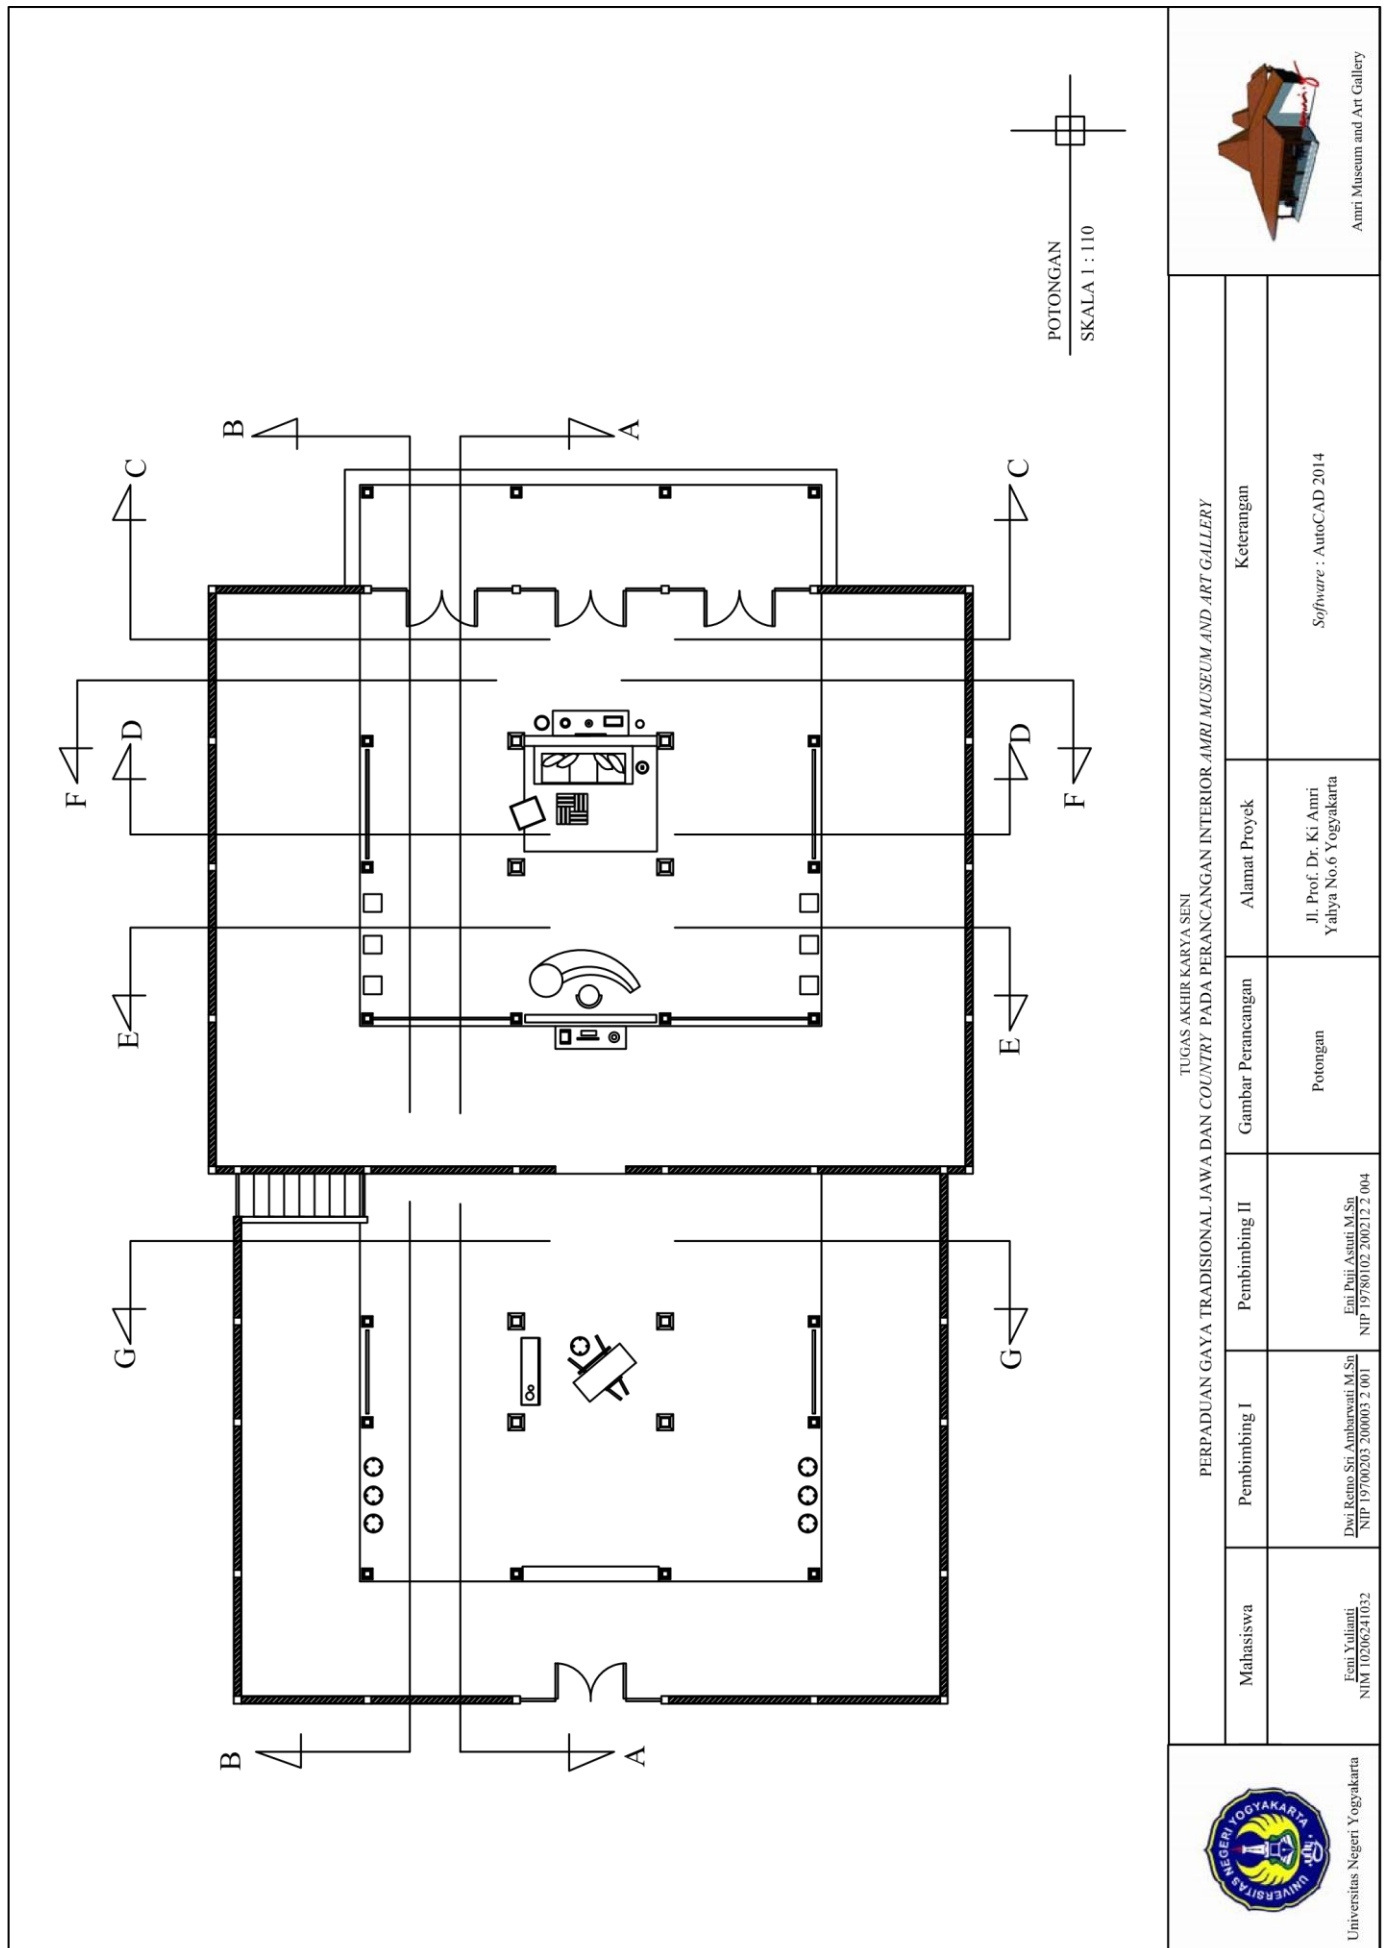 B
A
C
C
D
D
F
F
E
E
G
G
B
A
POTONGAN
SKALA 1 : 110
UNIVERSITAS NEGERI YOGYAKARTA
Universitas Negeri Yogyakarta
TUGAS AKHIR KARYA SENI
PERPADUAN GAYA TRADISIONAL JAWA DAN COUNTRY PADA PERANCANGAN INTERIOR AMRI MUSEUM AND ART GALLERY
Mahasiswa
Feni Yulianti
NIM 10206241032
Pembimbing I
Dwi Retno Sri Ambarwati M.Sn
NIP 19700203 200003 2 001
Pembimbing II
Eni Puji Astuti M.Sn
NIP 19780102 200212 2 004
Gambar Perancangan
Potongan
Alamat Proyek
Jl. Prof. Dr. Ki Amri
Yahya No.6 Yogyakarta
Keterangan
Software : AutoCAD 2014
Amri Museum and Art Gallery